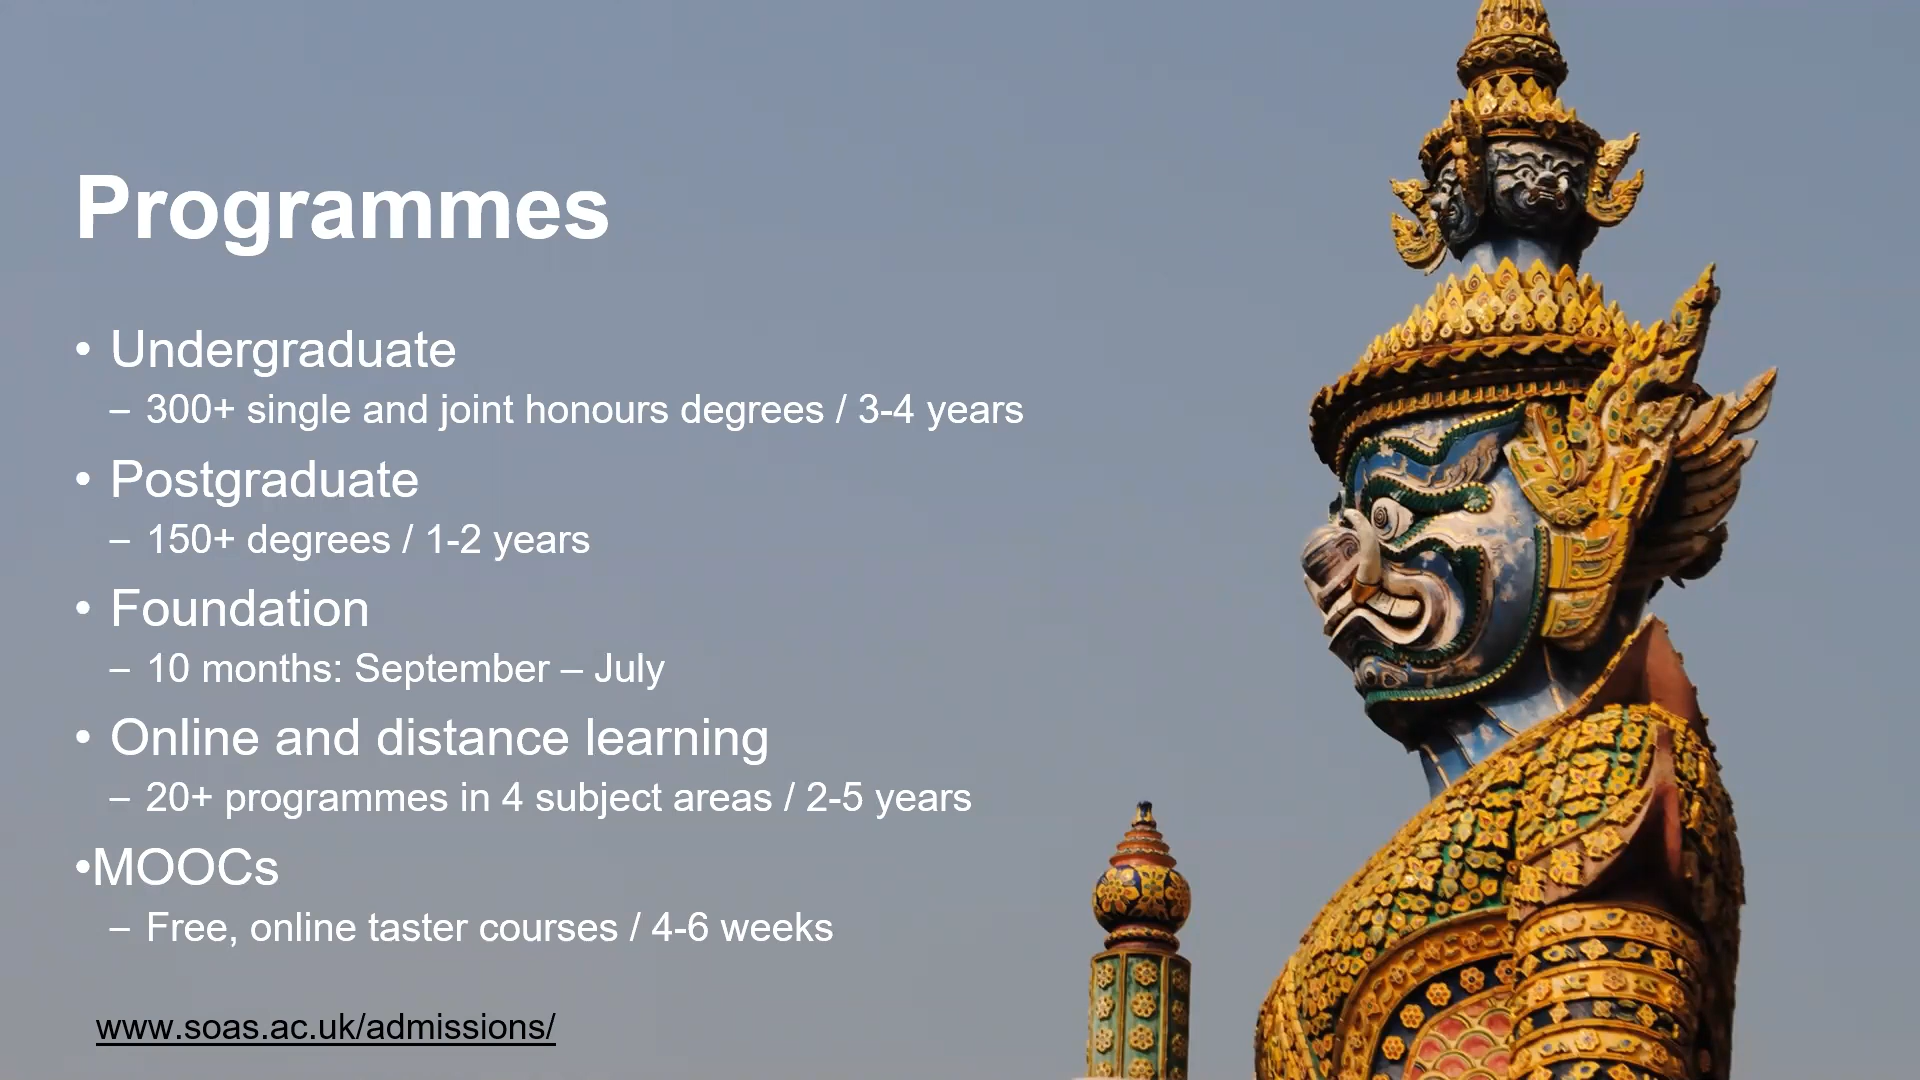 Programmes
• Undergraduate
– 300+ single and joint honours degrees / 3-4 years
• Postgraduate
– 150+ degrees / 1-2 years
• Foundation
– 10 months: September – July
• Online and distance learning
– 20+ programmes in 4 subject areas / 2-5 years
•MOOCs
– Free, online taster courses / 4-6 weeks
www.soas.ac.uk/admissions/